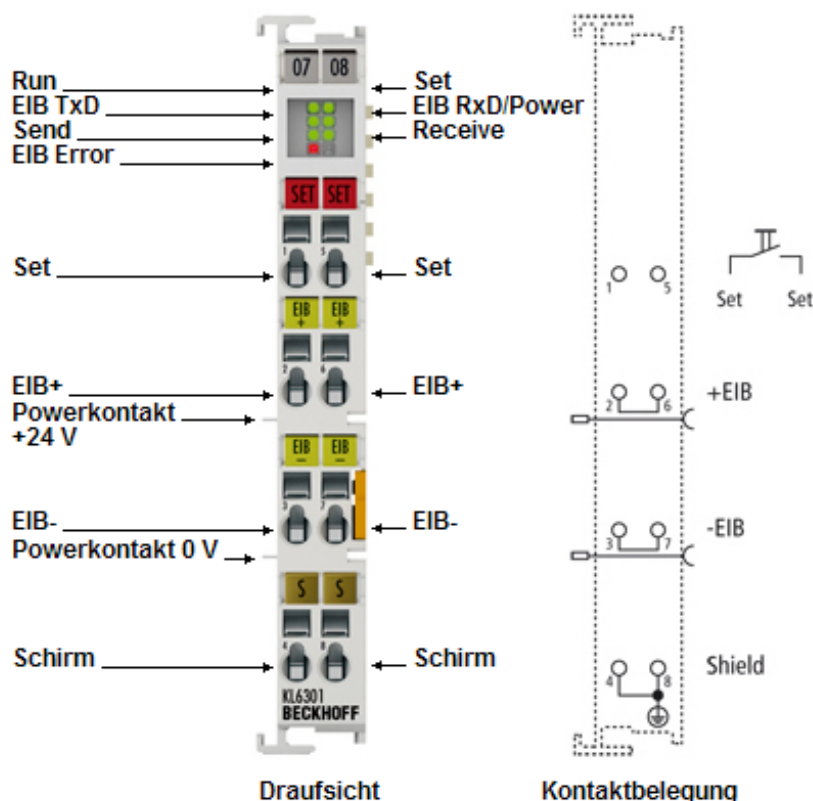 07 08
Run
Set
EIB TxD
EIB RxD/Power
Send
Receive
EIB Error
SET SET
1 5
Set
Set
1 5
Set Set
EIB + EIB +
2 6
EIB+
EIB+
+EIB
2 6
Powerkontakt
+24 V
EIB - EIB -
3 7
EIB-
EIB-
-EIB
3 7
Powerkontakt 0 V
S S
4 8
Schirm
Schirm
Shield
4 8
KL6301
BECKHOFF
Draufsicht
Kontaktbelegung